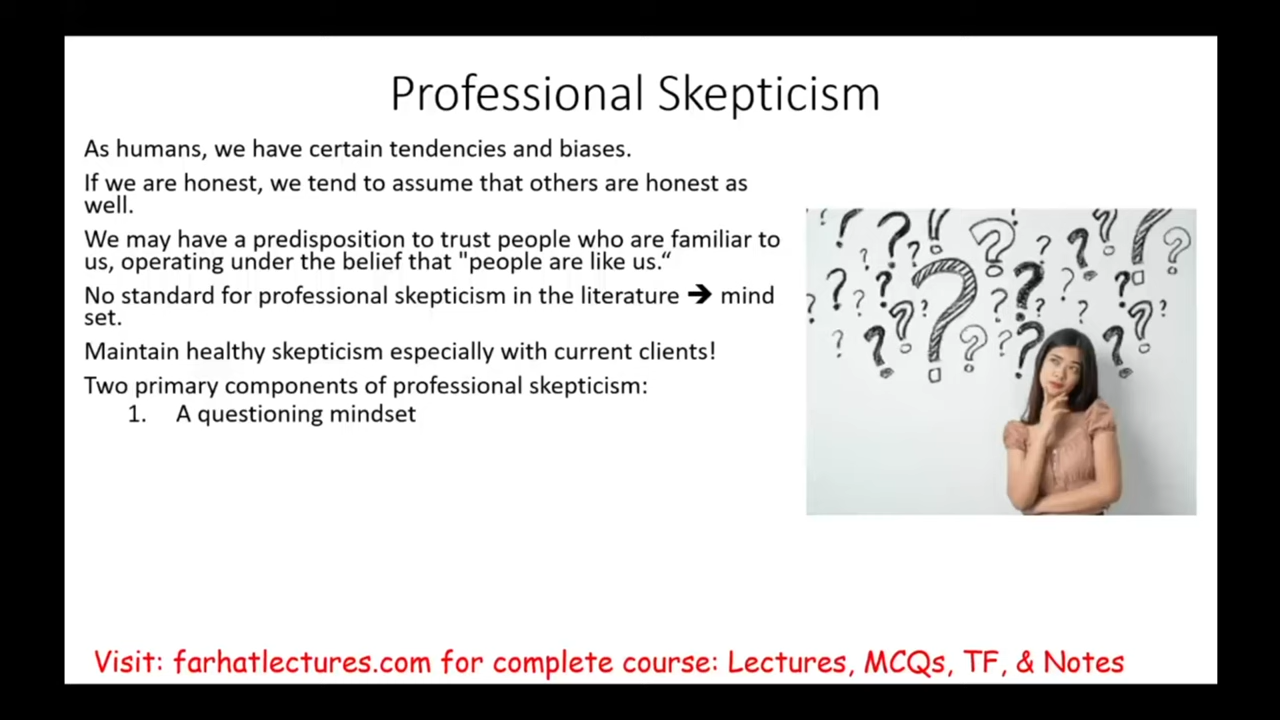 Professional Skepticism
As humans, we have certain tendencies and biases.
If we are honest, we tend to assume that others are honest as
well.
We may have a predisposition to trust people who are familiar to
us, operating under the belief that "people are like us.“
No standard for professional skepticism in the literature ➔ mind
set.
Maintain healthy skepticism especially with current clients!
Two primary components of professional skepticism:
1. A questioning mindset
Visit: farhatlectures.com for complete course: Lectures, MCQs, TF, & Notes